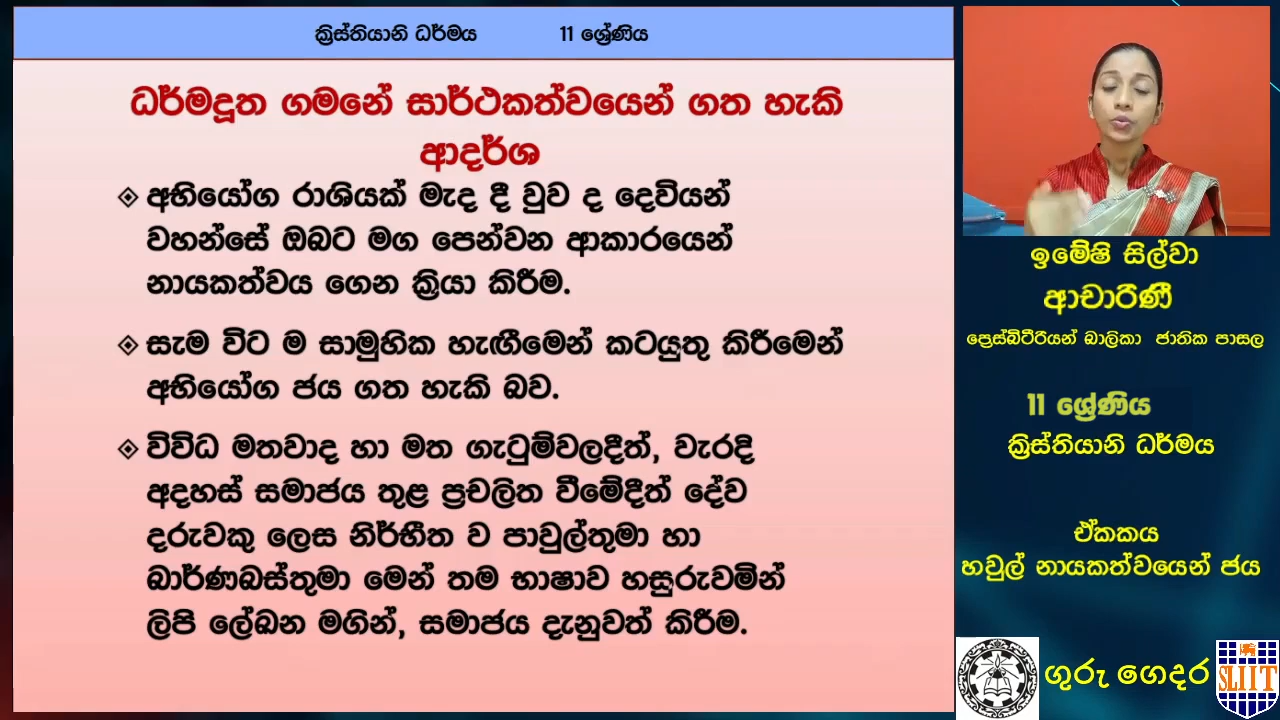 ක්‍රිස්තියානි ධර්මය 11 ශ්‍රේණිය
ධර්මදූත ගමනේ සාර්ථකත්වයෙන් ගත හැකි
ආදර්ශ
අභියෝග රාශියක් මැද දී වුව ද දෙවියන්
වහන්සේ ඔබට මග පෙන්වන ආකාරයෙන්
නායකත්වය ගෙන ක්‍රියා කිරීම.
සැම විට ම සාමුහික හැඟීමෙන් කටයුතු කිරීමෙන්
අභියෝග ජය ගත හැකි බව.
විවිධ මතවාද හා මත ගැටුම්වලදීත්, වැරදි
අදහස් සමාජය තුළ ප්‍රචලිත වීමේදීත් දේව
දරුවකු ලෙස නිර්භීත ව පාවුල්තුමා හා
බාර්ණබස්තුමා මෙන් තම භාෂාව හසුරුවමින්
ලිපි ලේඛන මගින්, සමාජය දැනුවත් කිරීම.
ඉමේෂි සිල්වා
ආචාරිණී
ප්‍රෙස්බිටීරියන් බාලිකා ජාතික පාසල
11 ශ්‍රේණිය
ක්‍රිස්තියානි ධර්මය
ඒකකය
හවුල් නායකත්වයෙන් ජය
ගුරු ගෙදර
SLIIT